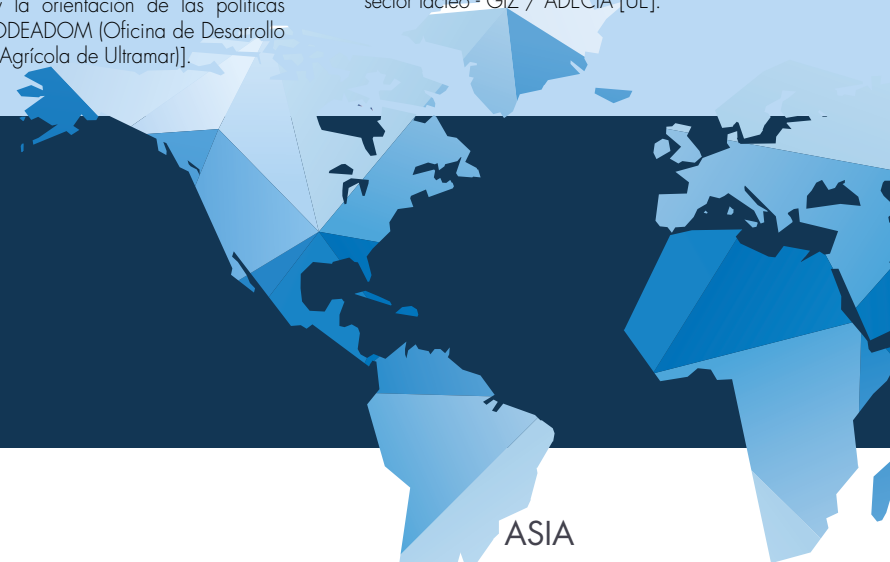 y la orientación de las políticas
ODEADOM (Oficina de Desarrollo
Agrícola de Ultramar)].
sector lácteo - GIZ / ADECIA [UE].
ASIA